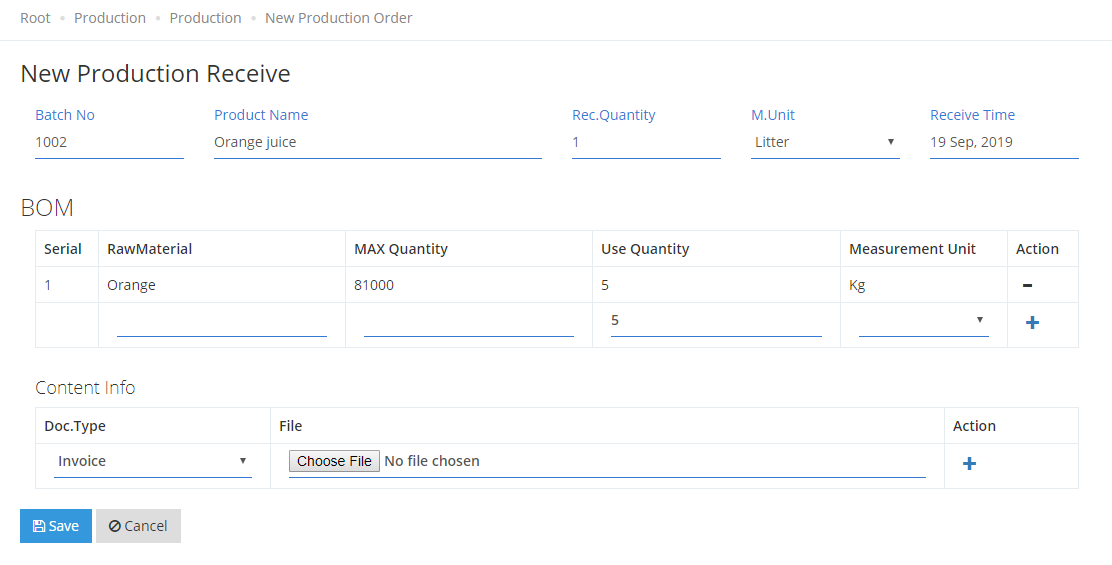 Root • Production • Production • New Production Order
New Production Receive
Batch No Product Name Rec.Quantity M.Unit Receive Time
1002 Orange juice 1 Litter 19 Sep, 2019
BOM
Serial RawMaterial MAX Quantity Use Quantity Measurement Unit Action
1 Orange 81000 5 Kg
5
Content Info
Doc.Type File Action
Invoice Choose File No file chosen
Save Cancel